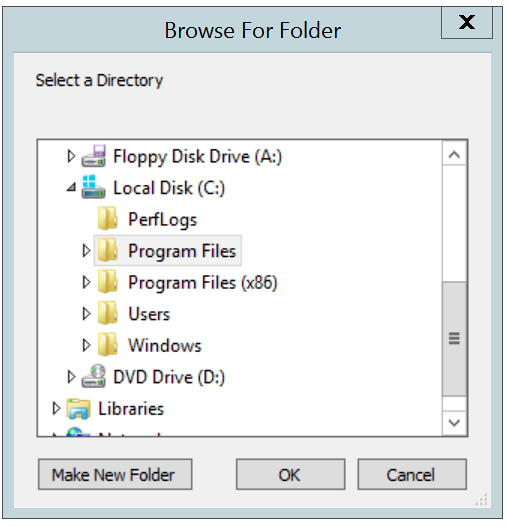 Browse For Folder
X
Select a Directory
Floppy Disk Drive (A:)
Local Disk (C:)
PerfLogs
Program Files
Program Files (x86)
Users
Windows
DVD Drive (D:)
Libraries
Make New Folder
OK
Cancel